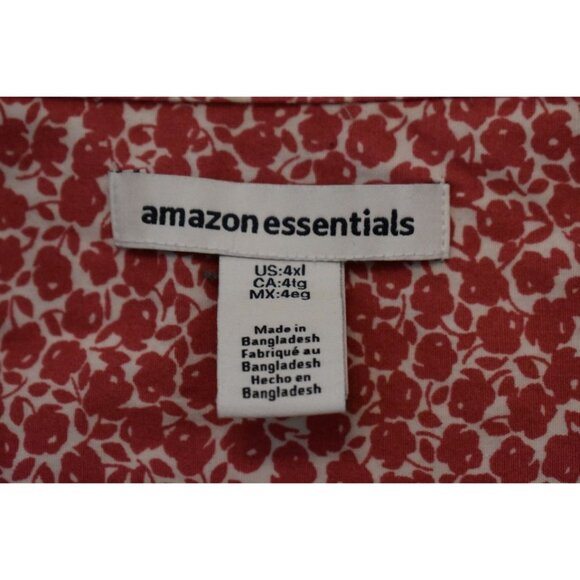 amazon essentials
US:4xl
CA:4tg
MX:4eg
Made in
Bangladesh
Fabriqué au
Bangladesh
Hecho en
Bangladesh